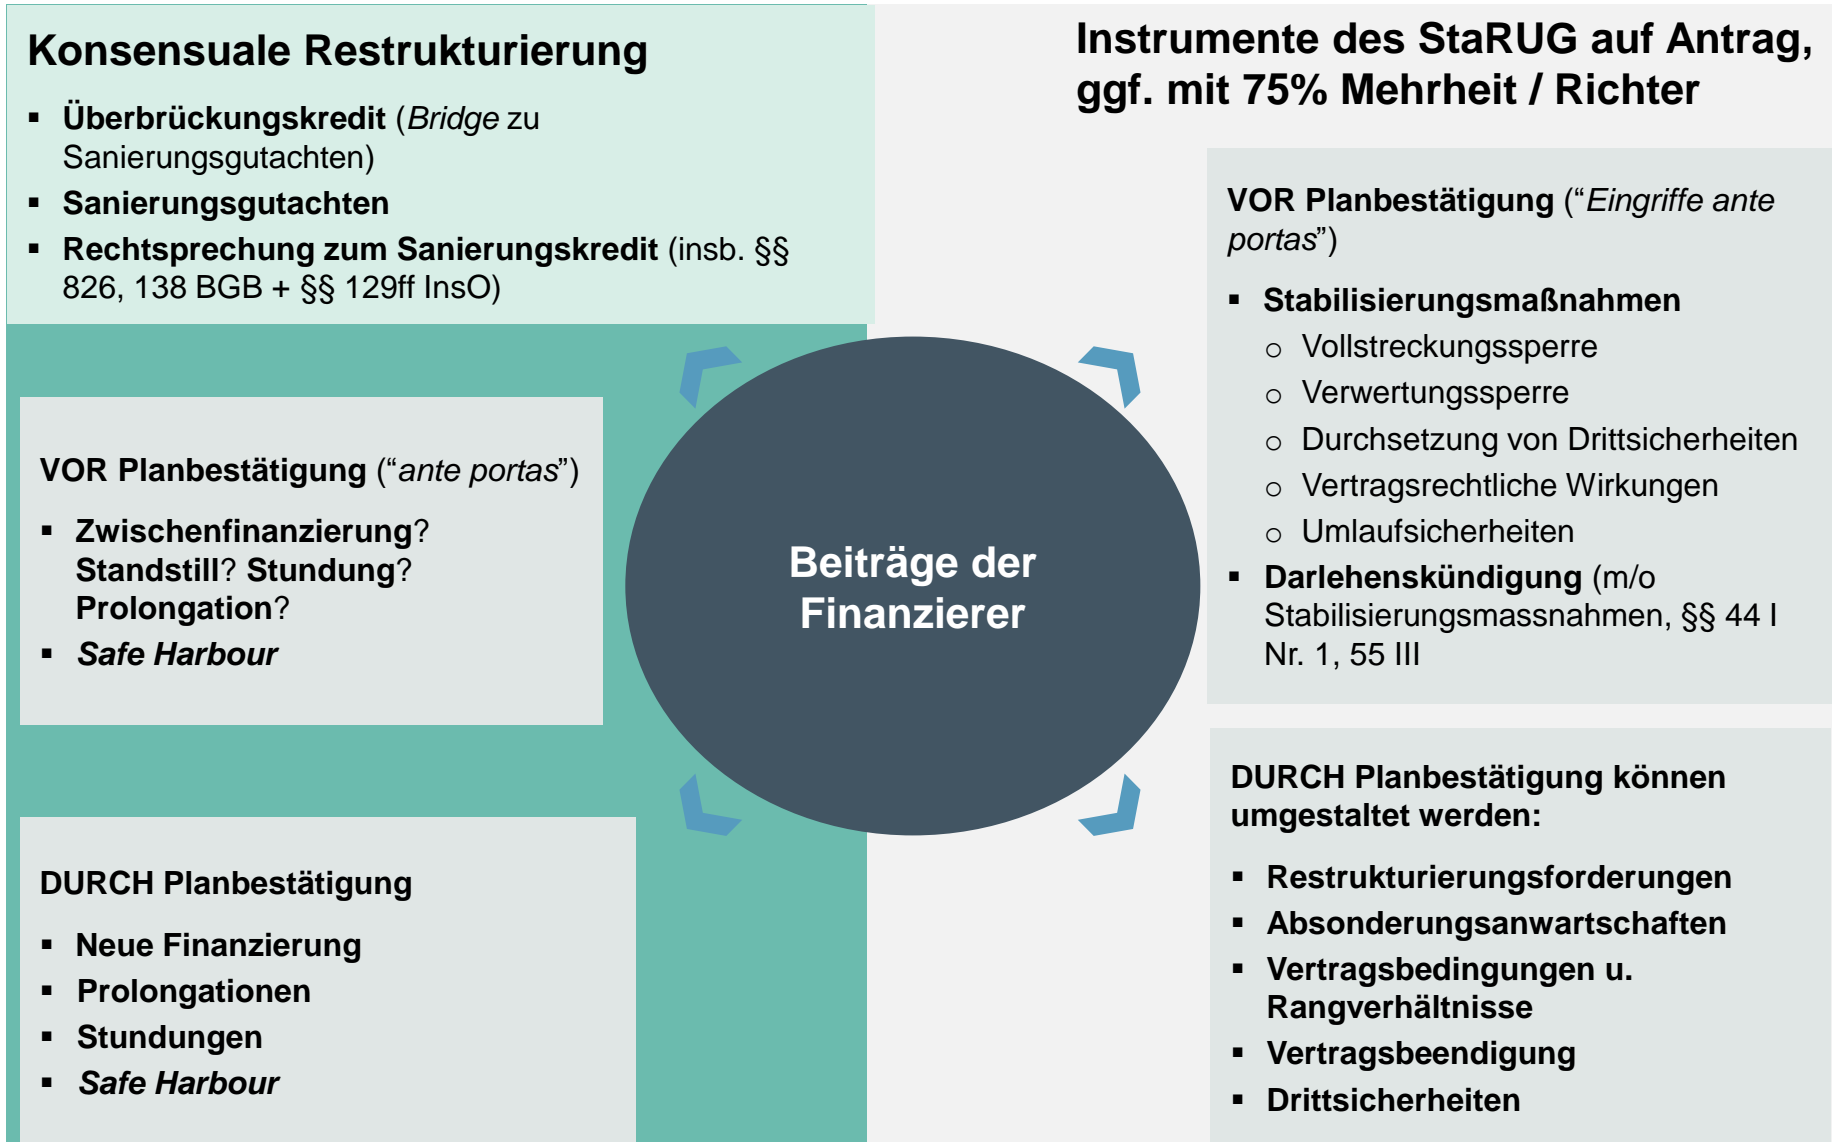 Konsensuale Restrukturierung
▪ Überbrückungskredit (Bridge zu
Sanierungsgutachten)
▪ Sanierungsgutachten
▪ Rechtsprechung zum Sanierungskredit (insb. §§
826, 138 BGB + §§ 129ff InsO)
VOR Planbestätigung (“ante portas”)
▪ Zwischenfinanzierung?
Standstill? Stundung?
Prolongation?
▪ Safe Harbour
DURCH Planbestätigung
▪ Neue Finanzierung
▪ Prolongationen
▪ Stundungen
▪ Safe Harbour
Beiträge der
Finanzierer
Instrumente des StaRUG auf Antrag,
ggf. mit 75% Mehrheit / Richter
VOR Planbestätigung (“Eingriffe ante
portas”)
▪ Stabilisierungsmaßnahmen
o Vollstreckungssperre
o Verwertungssperre
o Durchsetzung von Drittsicherheiten
o Vertragsrechtliche Wirkungen
o Umlaufsicherheiten
▪ Darlehenskündigung (m/o
Stabilisierungsmassnahmen, §§ 44 I
Nr. 1, 55 III
DURCH Planbestätigung können
umgestaltet werden:
▪ Restrukturierungsforderungen
▪ Absonderungsanwartschaften
▪ Vertragsbedingungen u.
Rangverhältnisse
▪ Vertragsbeendigung
▪ Drittsicherheiten